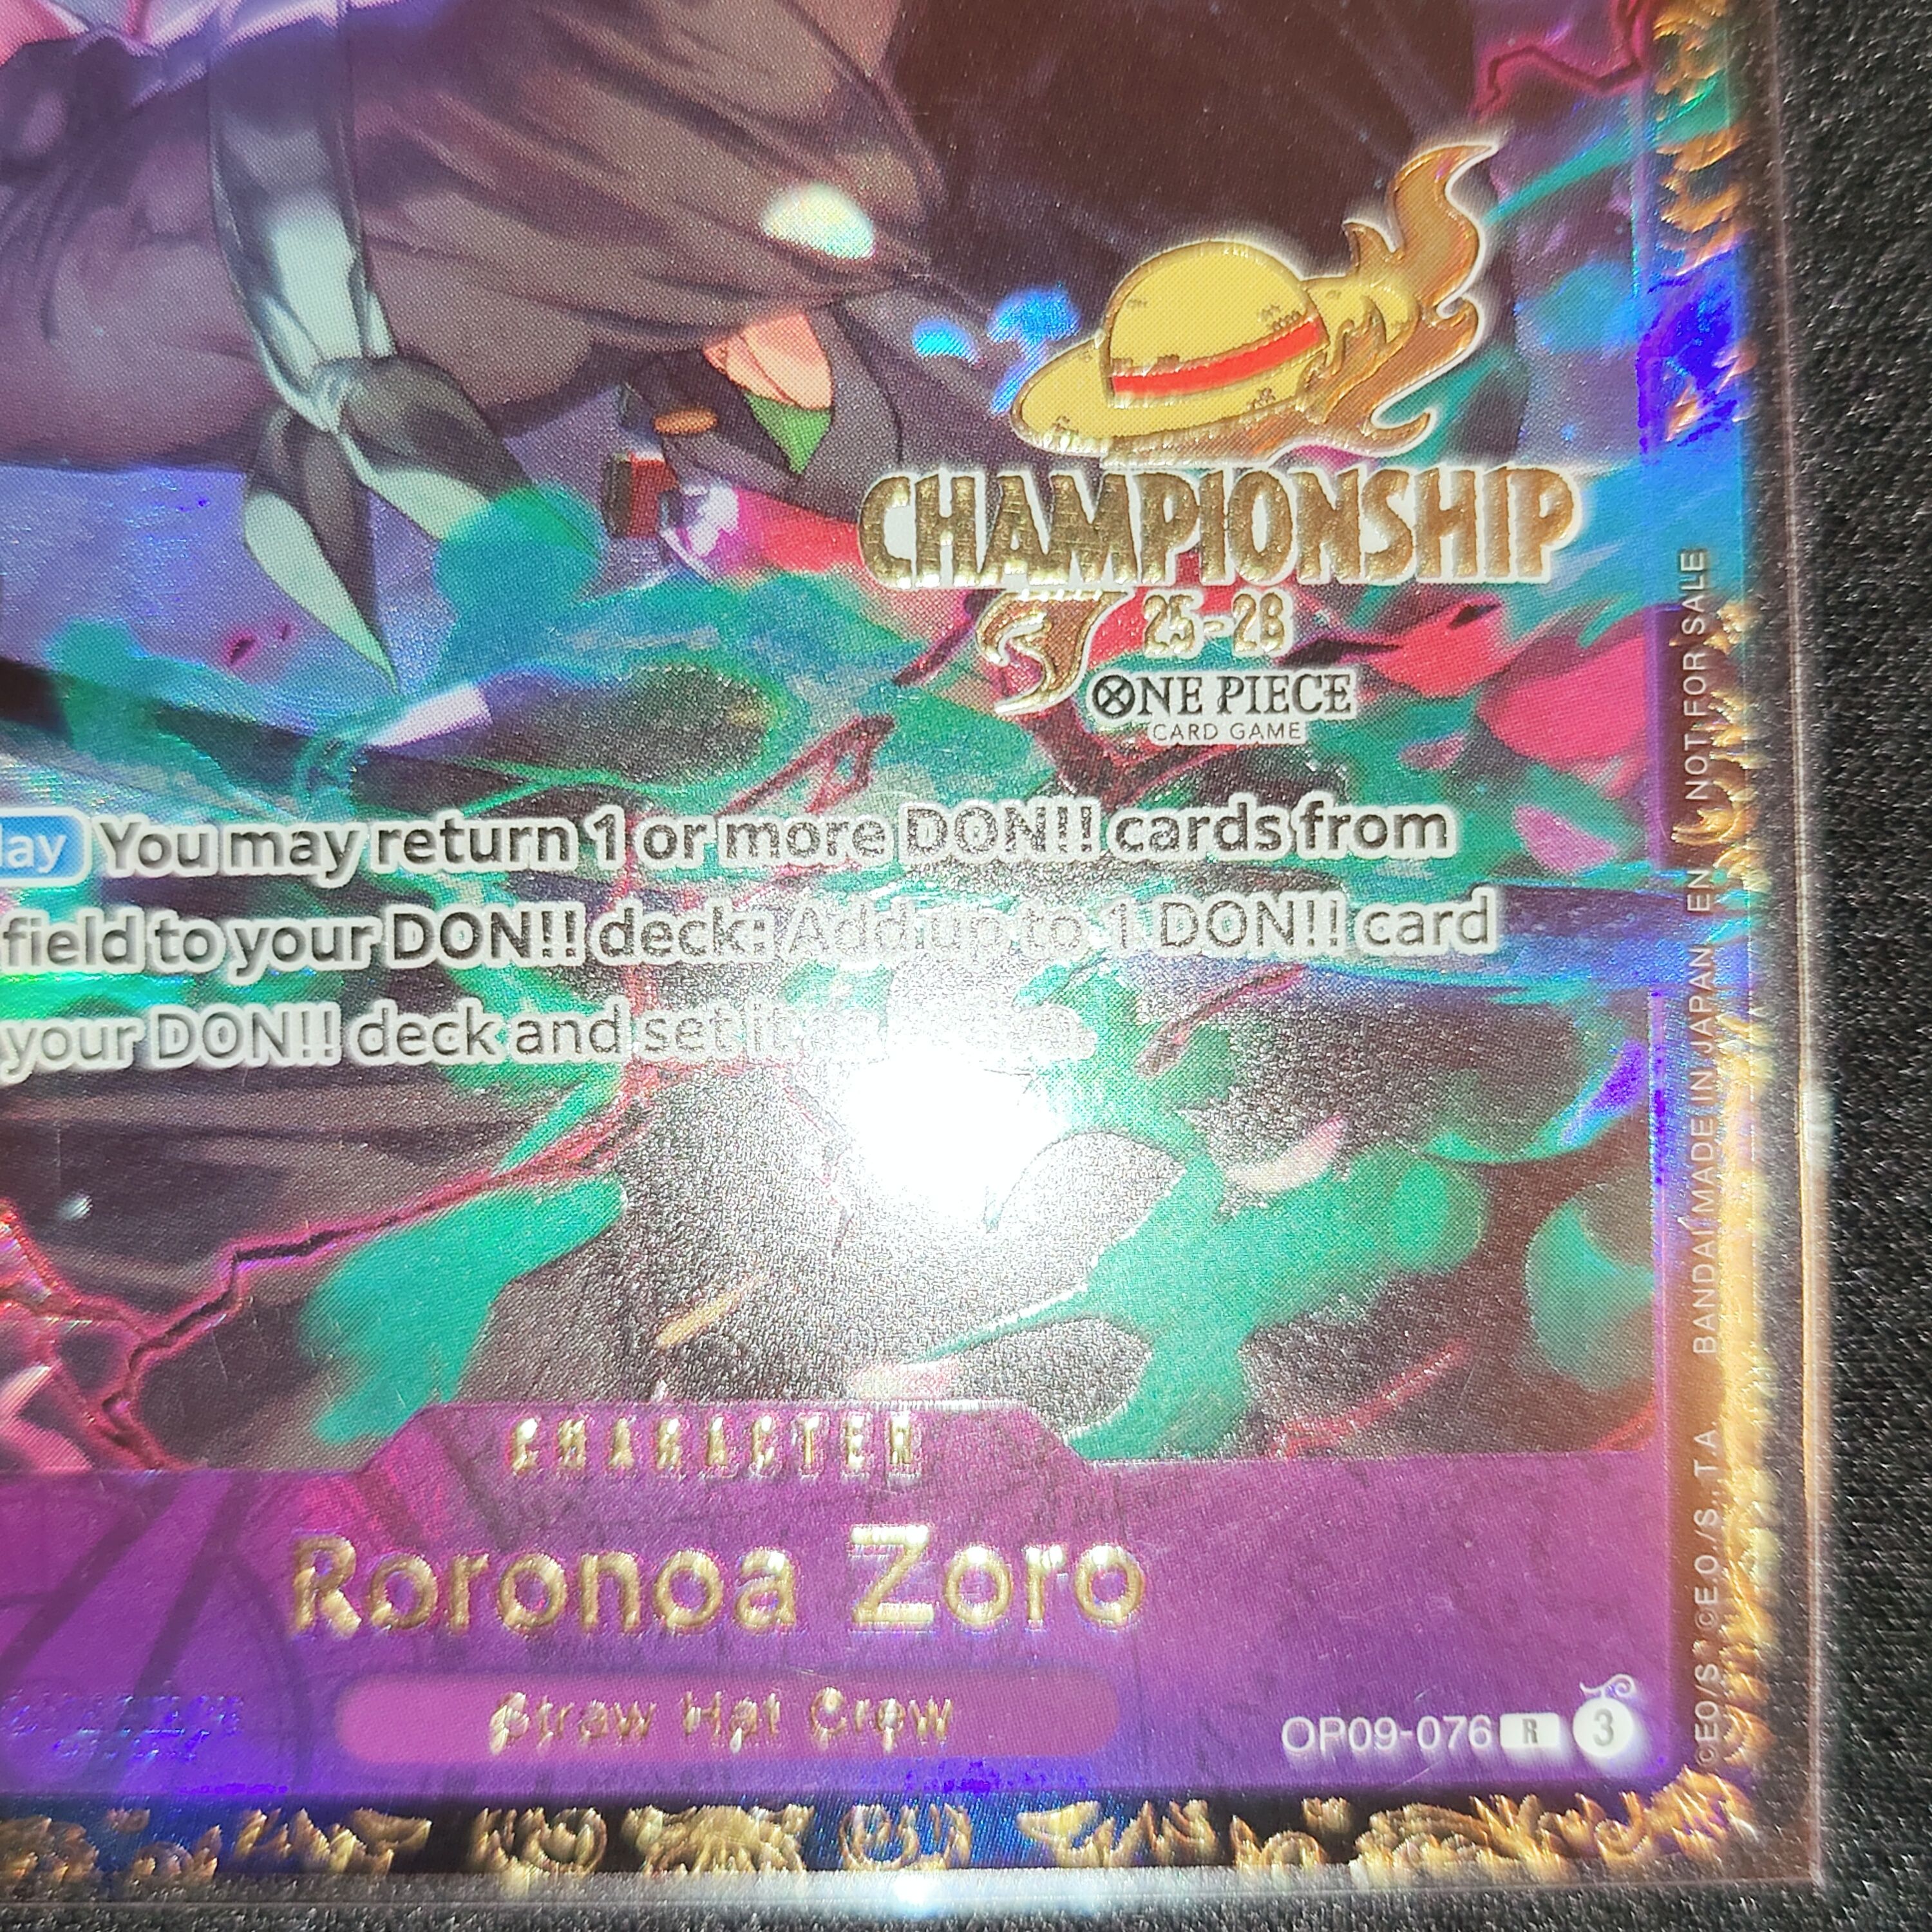 CHAMPIONSHIP
25-26
ONE PIECE
CARD GAME
lay You may return 1 or more DON!! cards from
field to your DON!! deck: Add up to 1 DON!! card
your DON!! deck and set it
CHARACTER
Roronoa Zoro
Straw Hat Crew
OP09-076 R 3
©EO/S ©E.O./S.,T.A BANDAI MADE IN JAPAN EN NOT FOR SALE